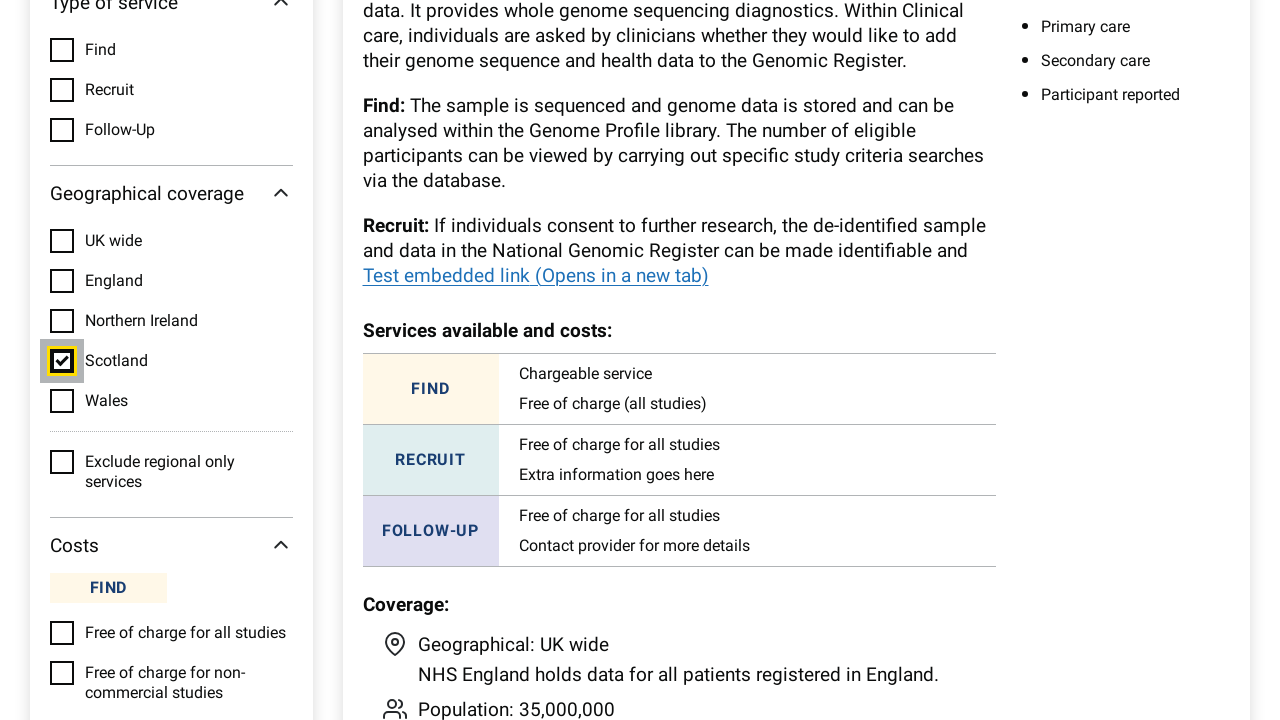 Type of service
Find
Recruit
Follow-Up
Geographical coverage
UK wide
England
Northern Ireland
Scotland
Wales
Exclude regional only
services
Costs
FIND
Free of charge for all studies
Free of charge for non-
commercial studies
data. It provides whole genome sequencing diagnostics. Within Clinical
care, individuals are asked by clinicians whether they would like to add
their genome sequence and health data to the Genomic Register.
Find: The sample is sequenced and genome data is stored and can be
analysed within the Genome Profile library. The number of eligible
participants can be viewed by carrying out specific study criteria searches
via the database.
Recruit: If individuals consent to further research, the de-identified sample
and data in the National Genomic Register can be made identifiable and
Test embedded link (Opens in a new tab)
Services available and costs:
FIND
Chargeable service
Free of charge (all studies)
RECRUIT
Free of charge for all studies
Extra information goes here
FOLLOW-UP
Free of charge for all studies
Contact provider for more details
Coverage:
Geographical: UK wide
NHS England holds data for all patients registered in England.
Population: 35,000,000
Primary care
Secondary care
Participant reported